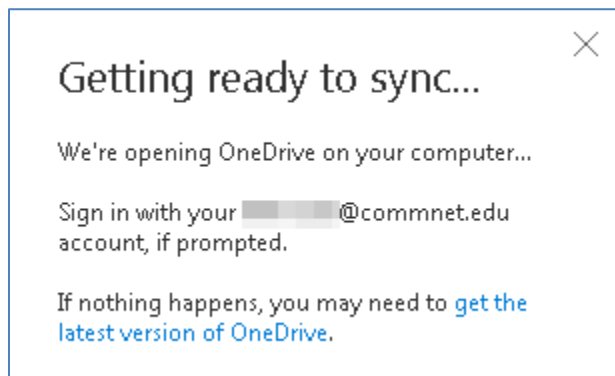 Getting ready to sync...
We're opening OneDrive on your computer...
Sign in with your @commnet.edu
account, if prompted.
If nothing happens, you may need to get the
latest version of OneDrive.